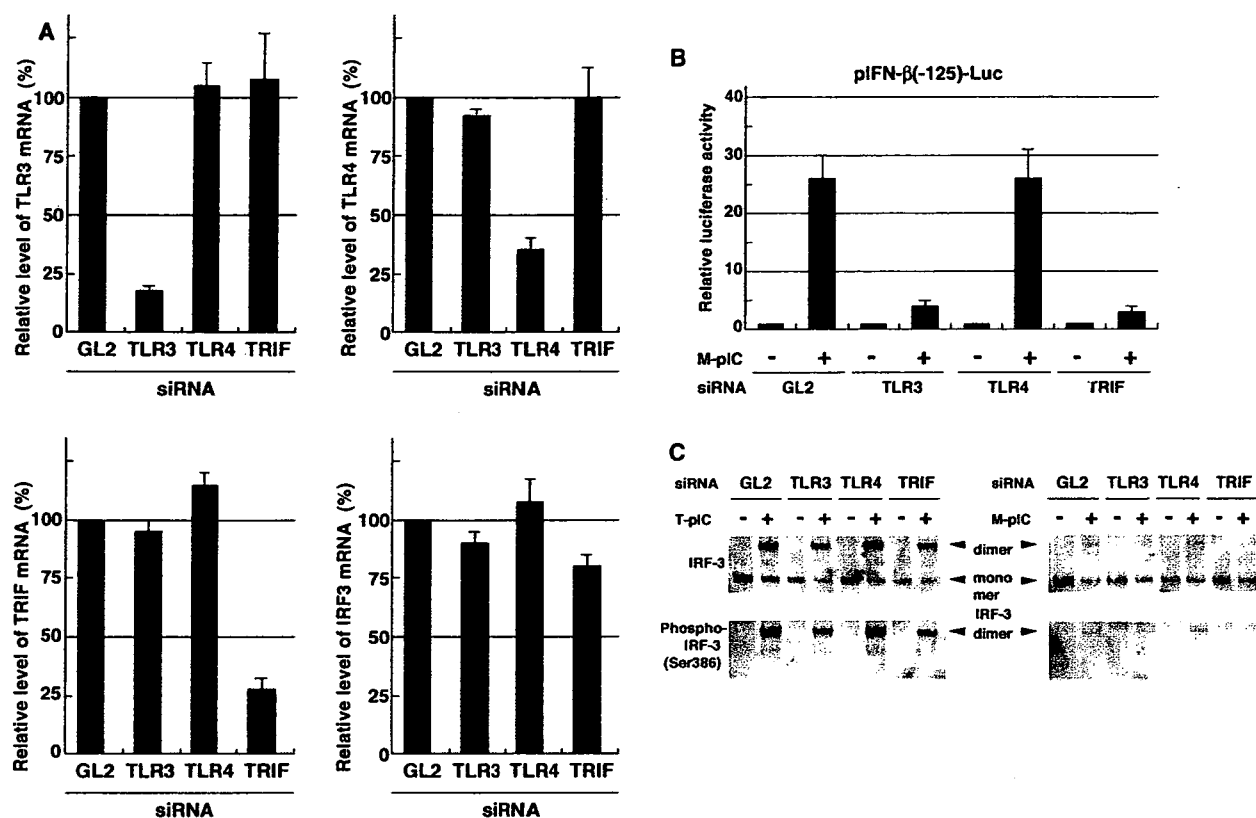 A
Relative level of TLR3 mRNA (%)
100
75
50
25
0
GL2 TLR3 TLR4 TRIF
siRNA
Relative level of TLR4 mRNA (%)
100
75
50
25
0
GL2 TLR3 TLR4 TRIF
siRNA
B
pIFN-β(-125)-Luc
Relative luciferase activity
40
30
20
10
0
M-pIC - + - + - + - +
siRNA GL2 TLR3 TLR4 TRIF
Relative level of TRIF mRNA (%)
100
75
50
25
0
GL2 TLR3 TLR4 TRIF
siRNA
Relative level of IRF3 mRNA (%)
100
75
50
25
0
GL2 TLR3 TLR4 TRIF
siRNA
C
siRNA GL2 TLR3 TLR4 TRIF siRNA GL2 TLR3 TLR4 TRIF
T-pIC - + - + - + - + M-pIC - + - + - + - +
IRF-3
dimer
mono
mer
IRF-3
dimer
Phospho-
IRF-3
(Ser386)